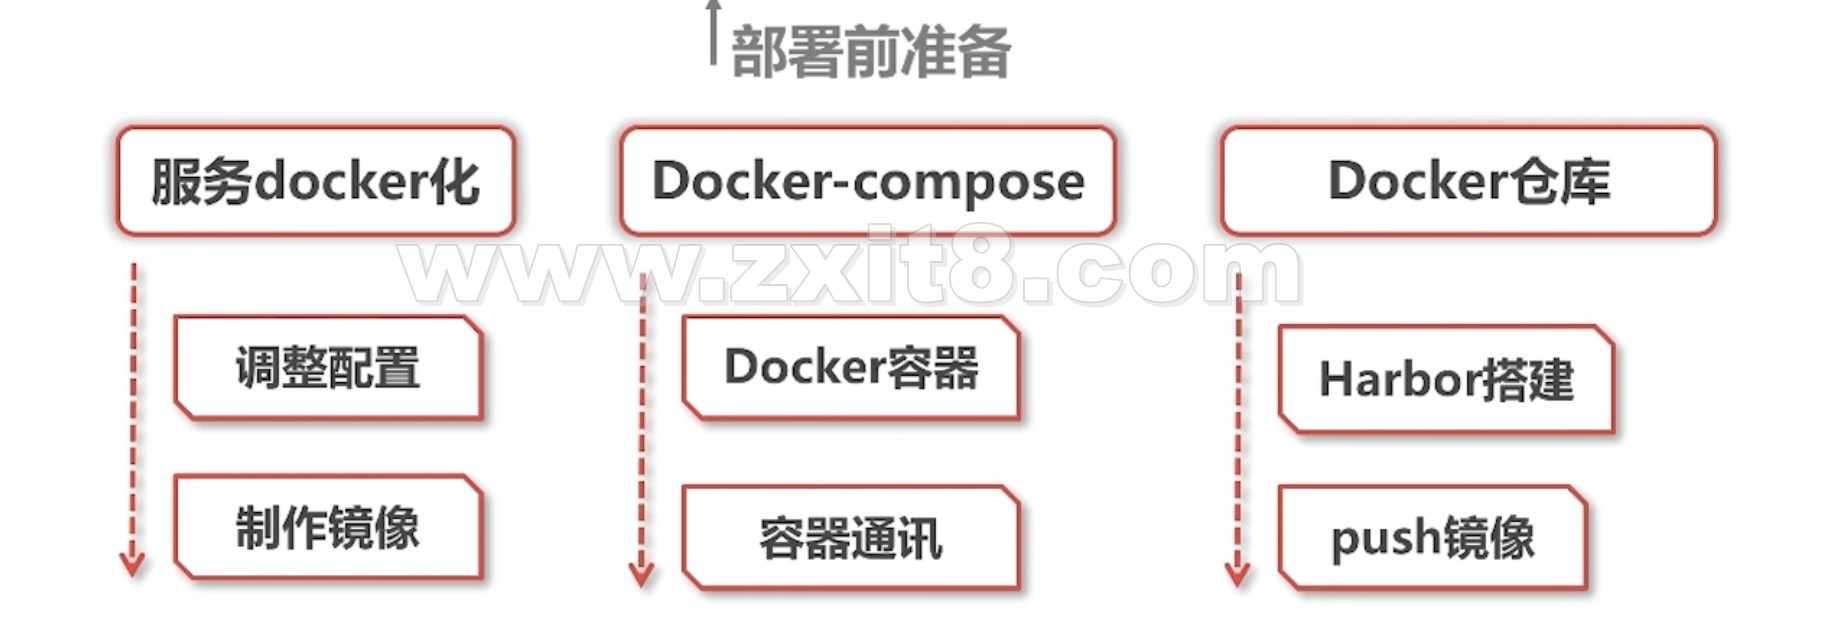 部署前准备
服务docker化
Docker-compose
Docker仓库
www.zxit8.com
调整配置
Docker容器
Harbor搭建
制作镜像
容器通讯
push镜像